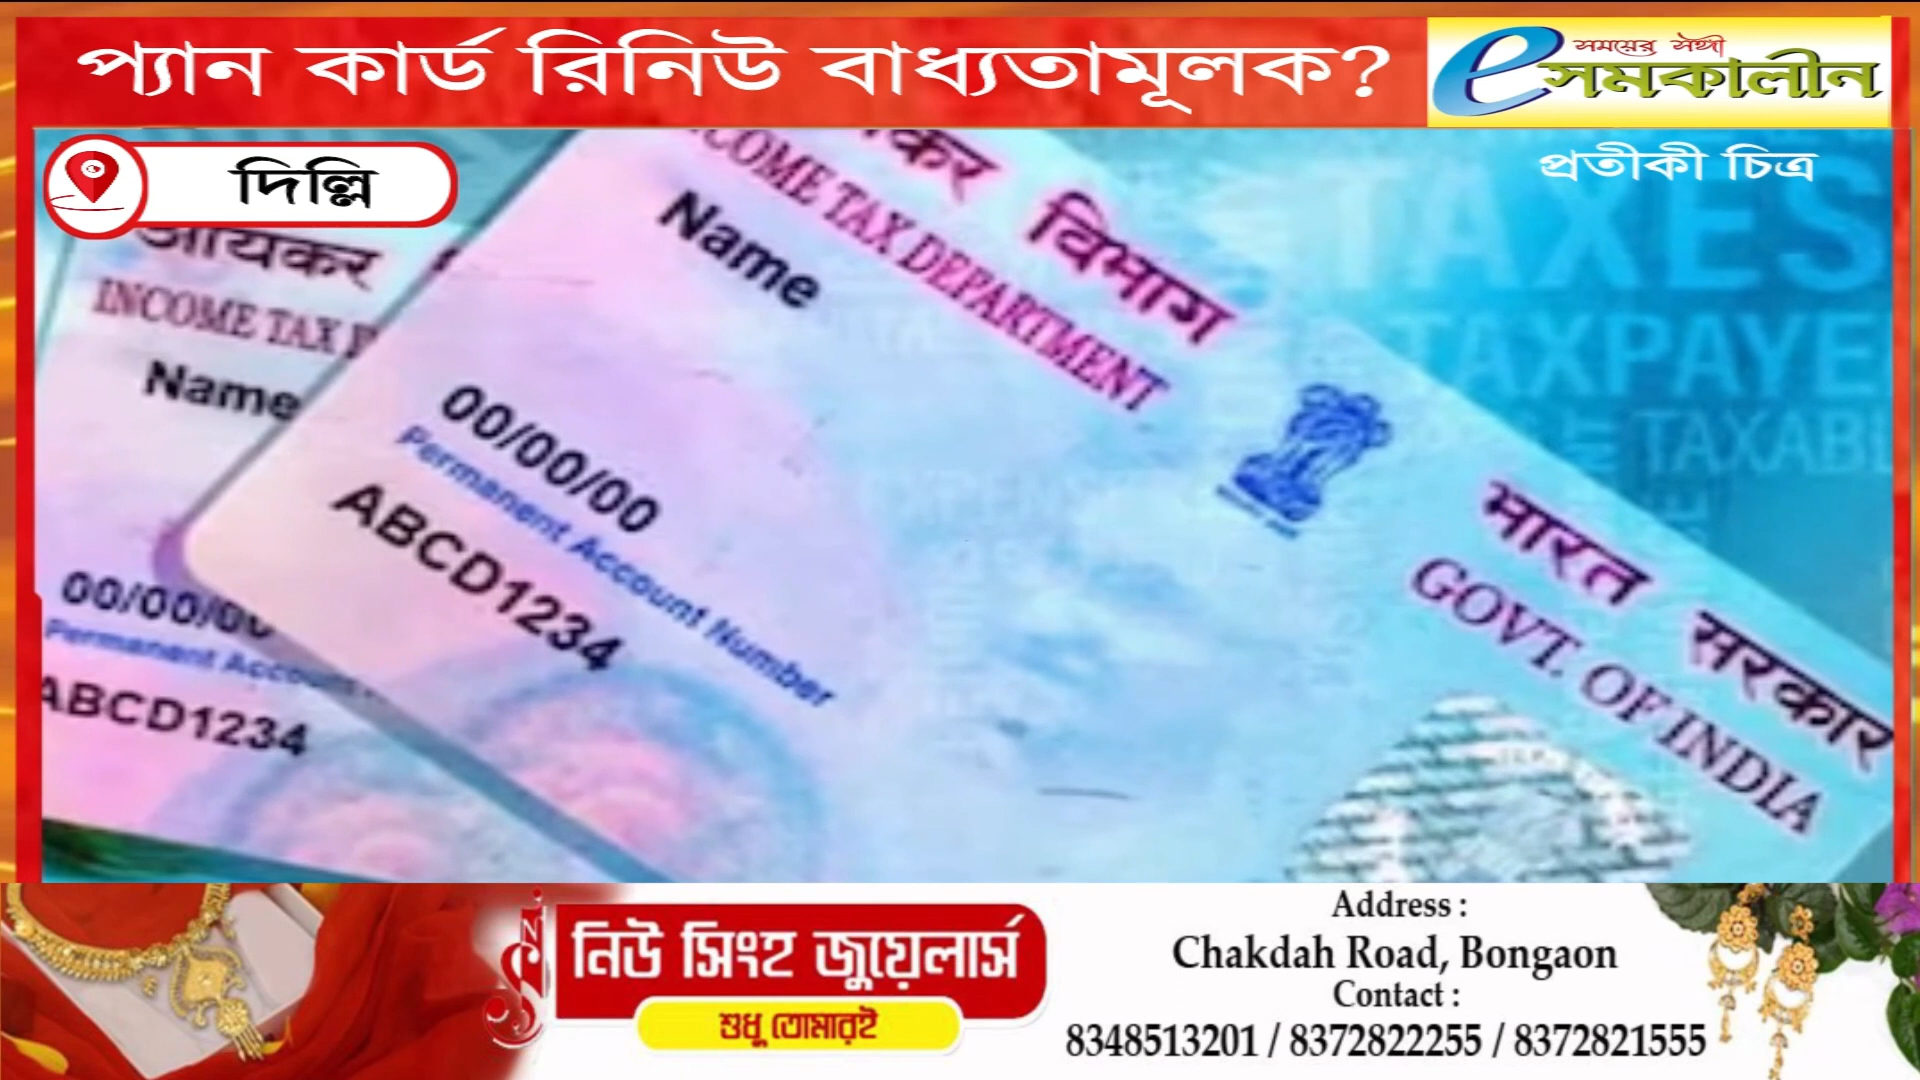 প্যান কার্ড রিনিউ বাধ্যতামূলক?
সময়ের সঙ্গী
e সমকালীন
দিল্লি
প্রতীকী চিত্র
आयकर
INCOME TAX
Name
00/00/00
Permanent
ABCD1234
विभाग
INCOME TAX DEPARTMENT
Name
00/00/00
Permanent Account Number
ABCD1234
भारत सरकार
GOVT. OF INDIA
TAXES
TAXPAYE
TAXABL
নিউ সিংহ জুয়েলার্স
শুধু তোমারই
Address :
Chakdah Road, Bongaon
Contact :
8348513201 / 8372822255 / 8372821555